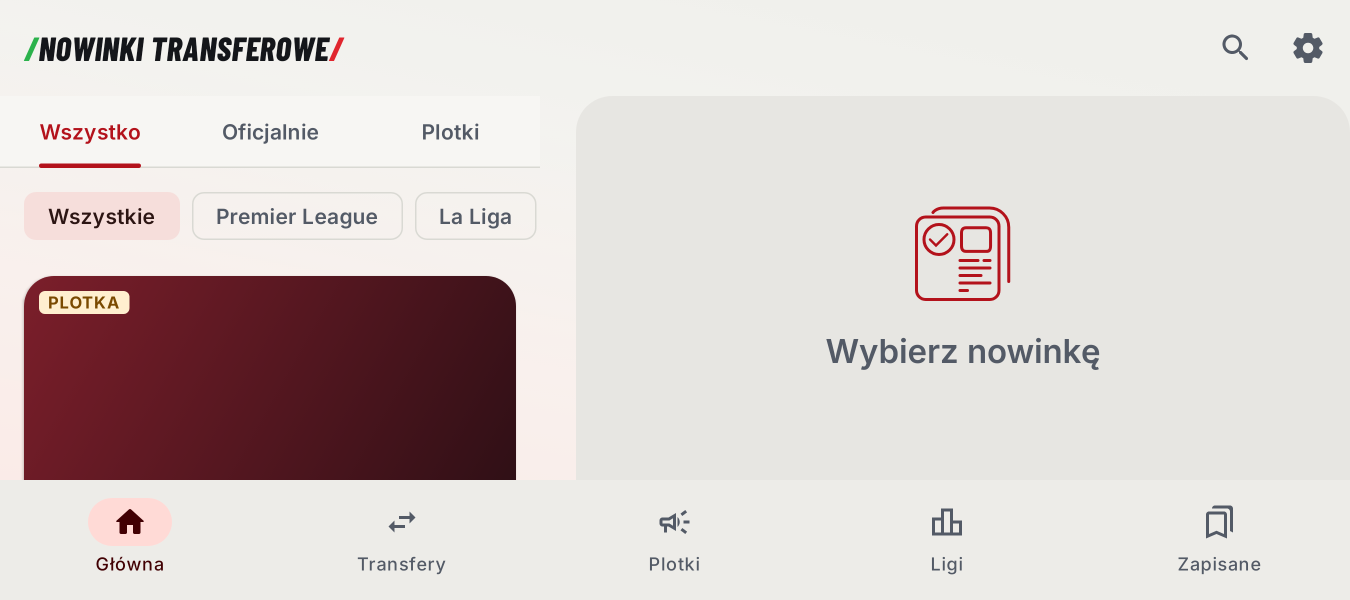 /NOWINKI TRANSFEROWE/
Wszystko
Oficjalnie
Plotki
Wszystkie
Premier League
La Liga
PLOTKA
Wybierz nowinkę
Główna
Transfery
Plotki
Ligi
Zapisane